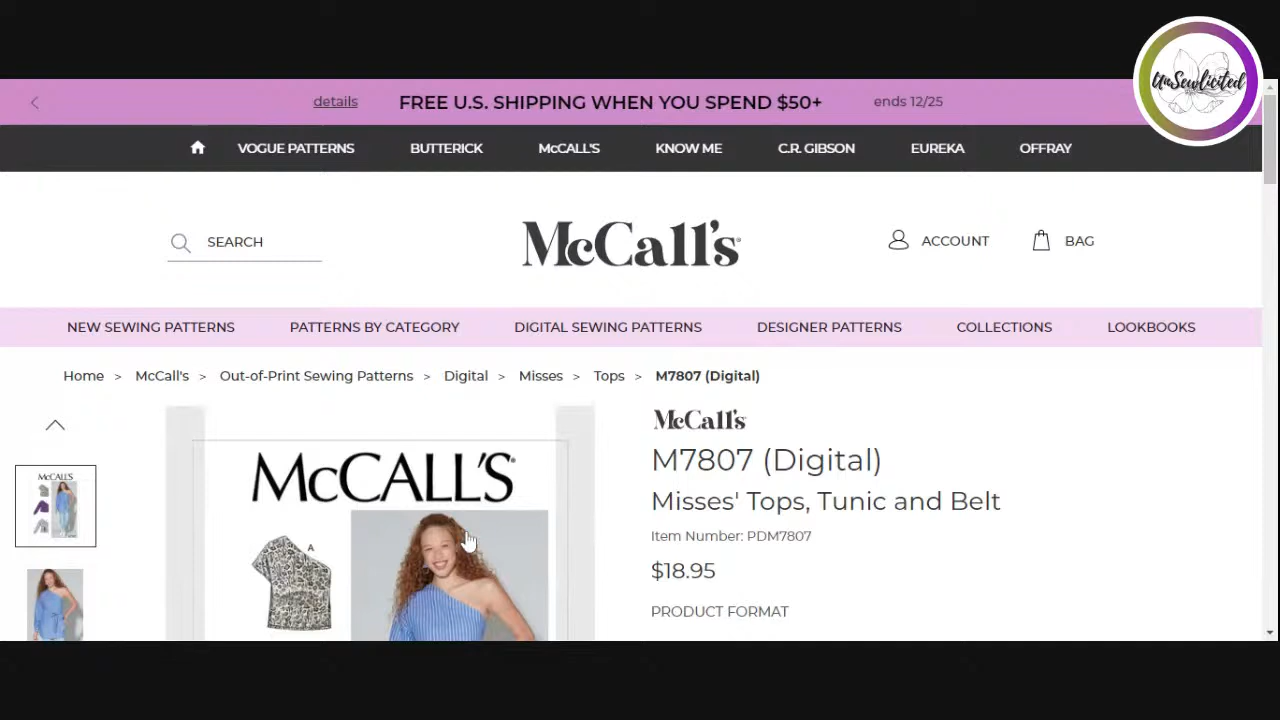 UnSewlicited
details FREE U.S. SHIPPING WHEN YOU SPEND $50+ ends 12/25
VOGUE PATTERNS BUTTERICK McCALL'S KNOW ME C.R. GIBSON EUREKA OFFRAY
SEARCH McCall's ACCOUNT BAG
NEW SEWING PATTERNS PATTERNS BY CATEGORY DIGITAL SEWING PATTERNS DESIGNER PATTERNS COLLECTIONS LOOKBOOKS
Home > McCall's > Out-of-Print Sewing Patterns > Digital > Misses > Tops > M7807 (Digital)
McCall's
M7807 (Digital)
Misses' Tops, Tunic and Belt
Item Number: PDM7807
$18.95
PRODUCT FORMAT
McCALL'S
McCALL'S
A